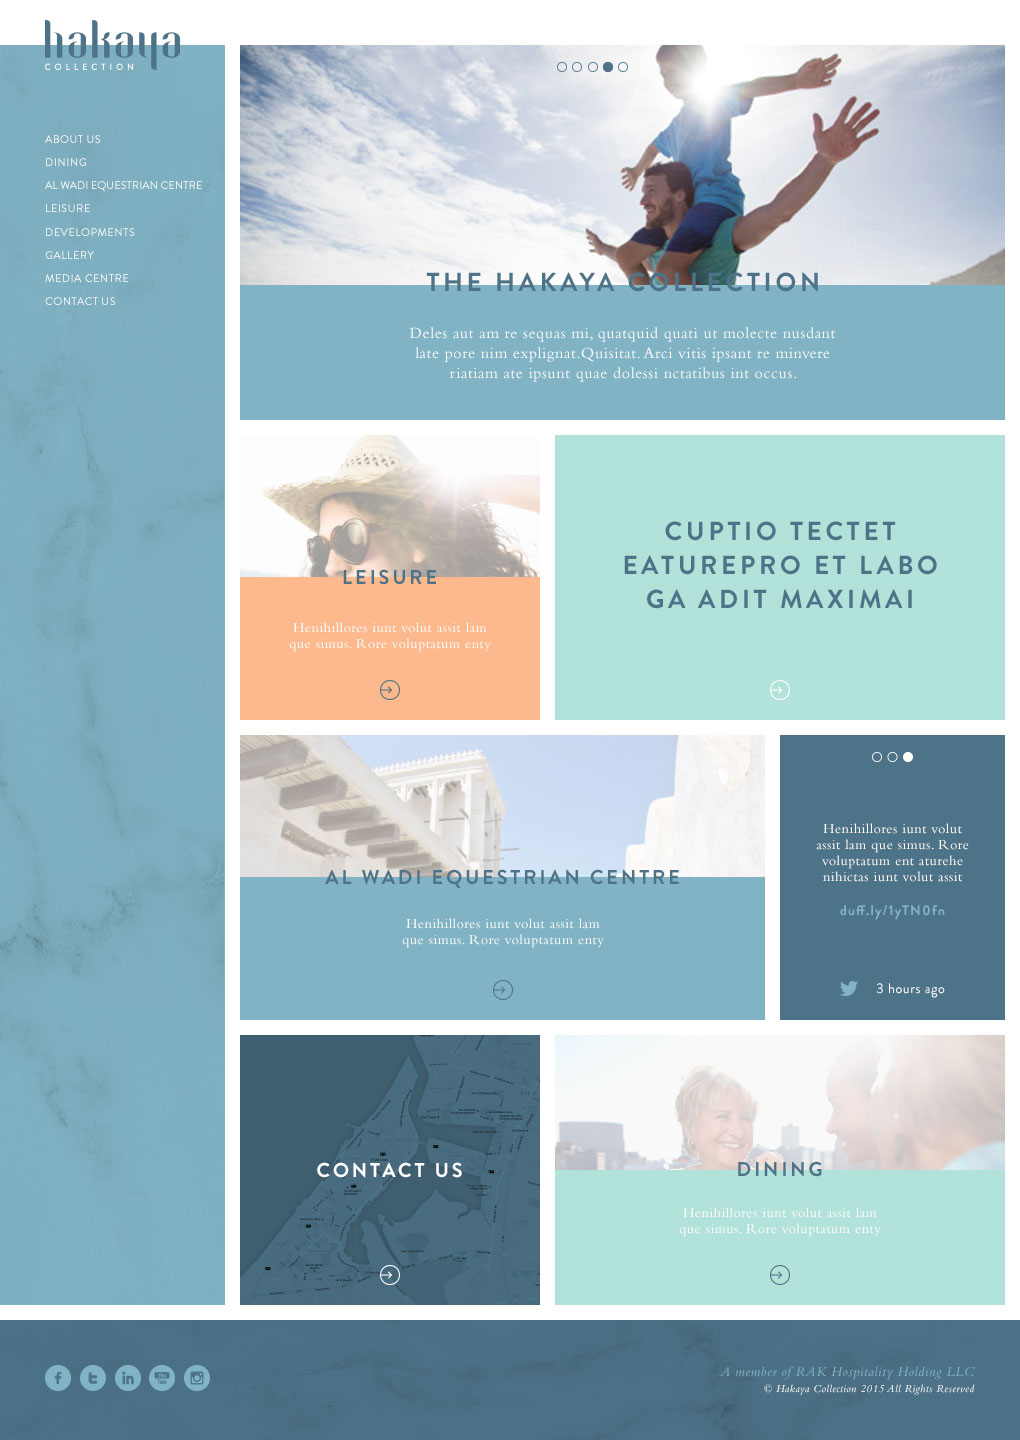 hakaya
COLLECTION
ABOUT US
DINING
AL WADI EQUESTRIAN CENTRE
LEISURE
DEVELOPMENTS
GALLERY
MEDIA CENTRE
CONTACT US
THE HAKAYA COLLECTION
Deles aut am re sequas mi, quatquid quati ut molecte nusdant
late pore nim explignat.Quisitat. Arci vitis ipsant re minvere
riatiam ate ipsunt quae dolessi nctatibus int occus.
LEISURE
Henihillores iunt volut assit lam
que simus. Rore voluptatum enty
CUPTIO TECTET
EATUREPRO ET LABO
GA ADIT MAXIMAI
AL WADI EQUESTRIAN CENTRE
Henihillores iunt volut assit lam
que simus. Rore voluptatum enty
Henihillores iunt volut
assit lam que simus. Rore
voluptatum ent aturehe
nihictas iunt volut assit
duff.ly/1yTN0fn
3 hours ago
CONTACT US
DINING
Henihillores iunt volut assit lam
que simus. Rore voluptatum enty
A member of RAK Hospitality Holding LLC
© Hakaya Collection 2015 All Rights Reserved